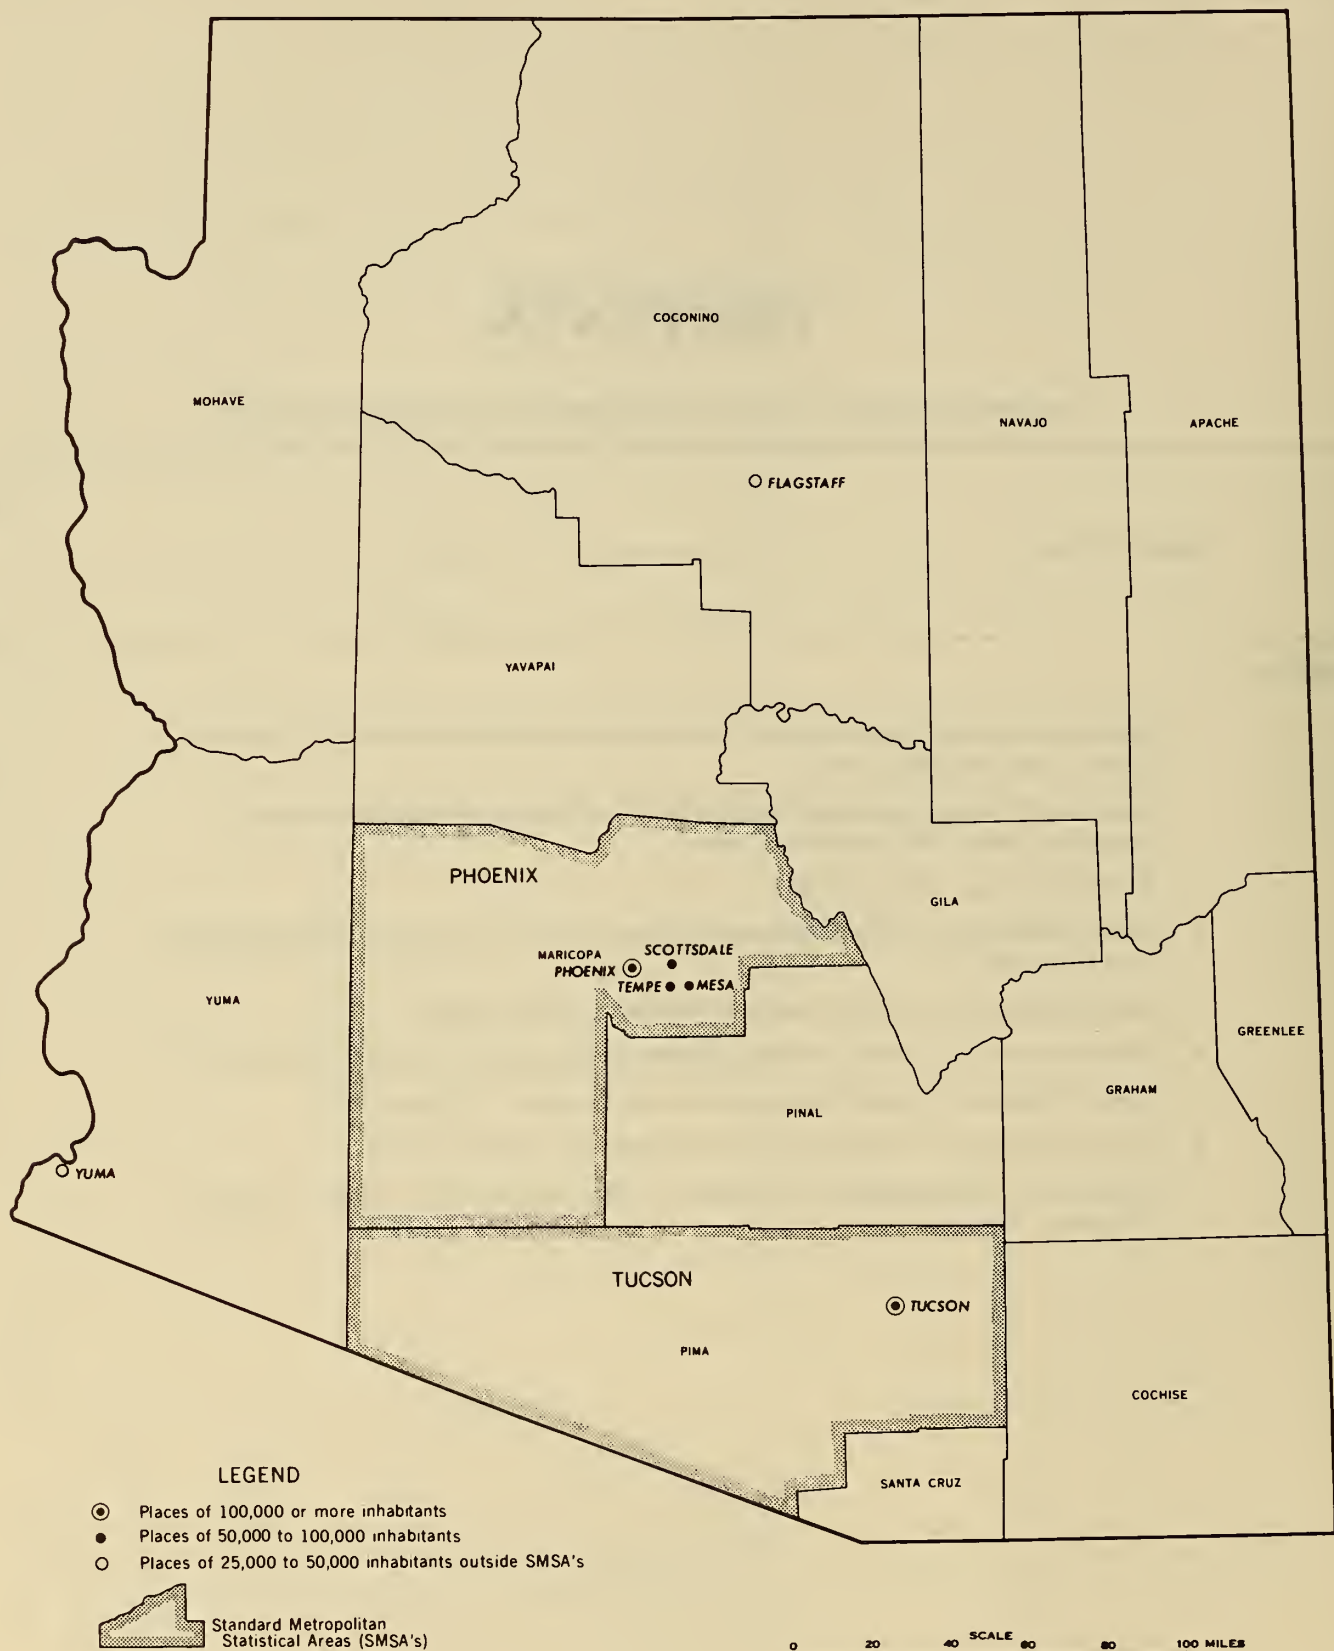 COCONINO
MOHAVE
NAVAJO
APACHE
FLAGSTAFF
YAVAPAI
PHOENIX
GILA
MARICOPA
SCOTTSDALE
PHOENIX
TEMPE
MESA
YUMA
GREENLEE
GRAHAM
PINAL
YUMA
TUCSON
TUCSON
PIMA
COCHISE
SANTA CRUZ
LEGEND
Places of 100,000 or more inhabitants
Places of 50,000 to 100,000 inhabitants
Places of 25,000 to 50,000 inhabitants outside SMSA's
Standard Metropolitan
Statistical Areas (SMSA's)
SCALE
0 20 40 60 80 100 MILES